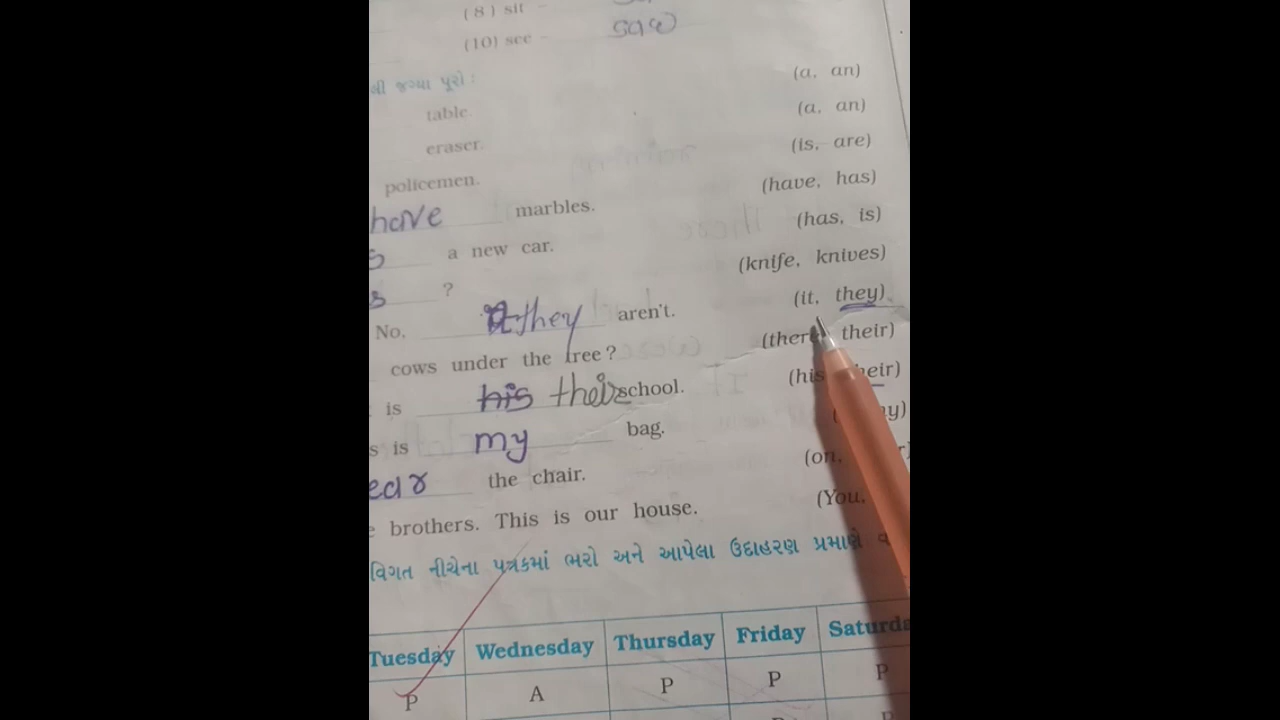 (8) sit -
(10) see - saw
જગ્યા પૂરો :
table. (a, an)
eraser. (a, an)
policemen. (is, are)
have marbles. (have, has)
a new car. (has, is)
? (knife, knives)
No, they aren't. (it, they)
cows under the tree? (there, their)
is his their school. (his,
is my bag.
the chair. (on,
brothers. This is our house. (You,
વિગત નીચેના પત્રકમાં ભરો અને આપેલા ઉદાહરણ પ્રમાણે
Tuesday Wednesday Thursday Friday
P A P P P